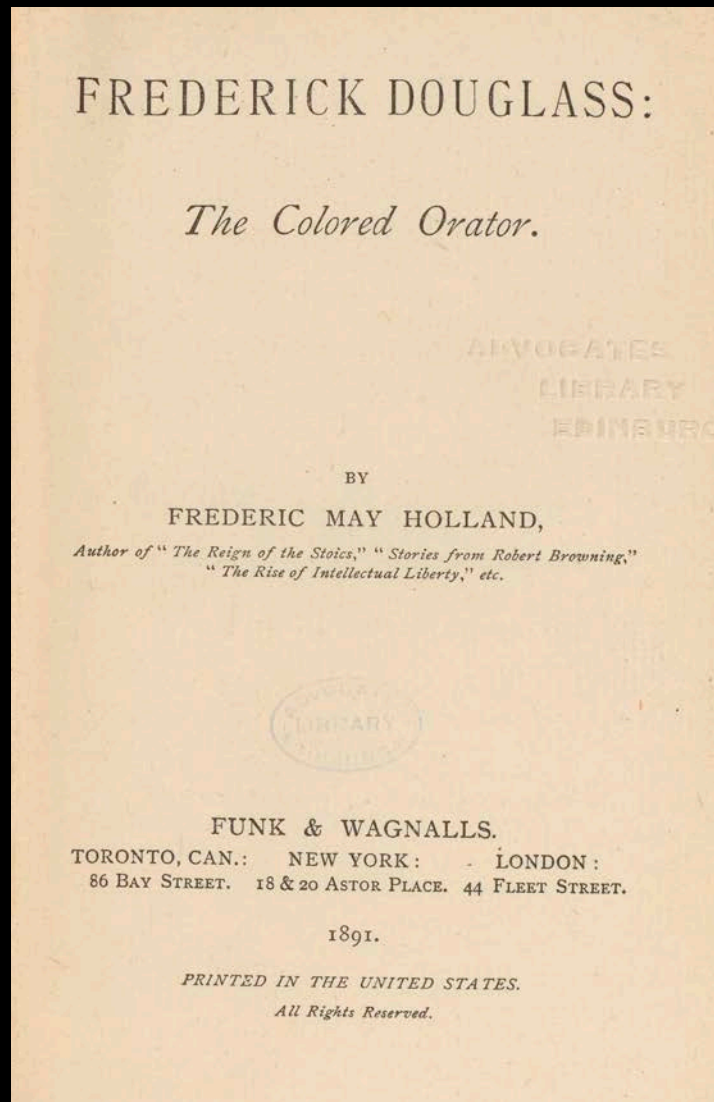 FREDERICK DOUGLASS:
The Colored Orator.
ADVOCATES
LIBRARY
EDINBURG
BY
FREDERIC MAY HOLLAND,
Author of “ The Reign of the Stoics,” “ Stories from Robert Browning,”
“ The Rise of Intellectual Liberty,” etc.
LIBRARY
FUNK & WAGNALLS.
TORONTO, CAN.: NEW YORK: LONDON:
86 BAY STREET. 18 & 20 ASTOR PLACE. 44 FLEET STREET.
1891.
PRINTED IN THE UNITED STATES.
All Rights Reserved.